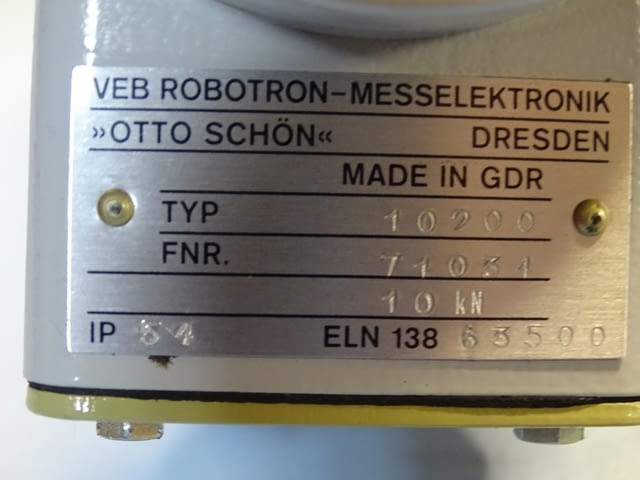 VEB ROBOTRON-MESSELEKTRONIK
»OTTO SCHÖN« DRESDEN
MADE IN GDR
TYP 10200
FNR. 71031
10 kN
IP 54 ELN 138 63500